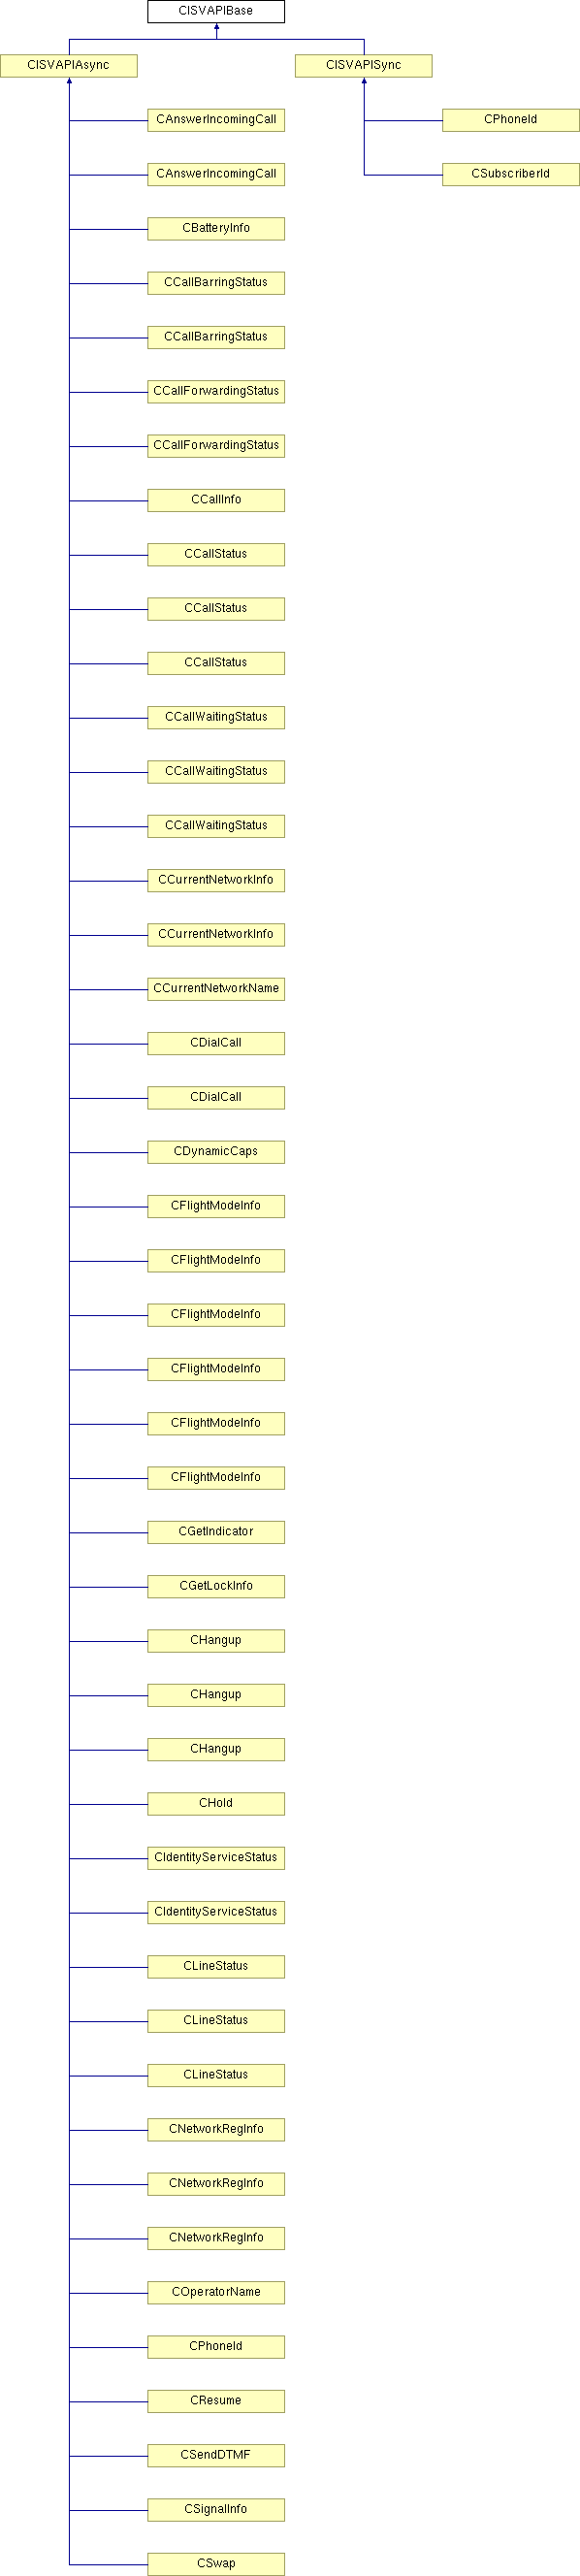 CISVAPIBase
CISVAPIAsync
CISVAPISync
CAnswerIncomingCall
CPhoneId
CAnswerIncomingCall
CSubscriberId
CBatteryInfo
CCallBarringStatus
CCallBarringStatus
CCallForwardingStatus
CCallForwardingStatus
CCallInfo
CCallStatus
CCallStatus
CCallStatus
CCallWaitingStatus
CCallWaitingStatus
CCallWaitingStatus
CCurrentNetworkInfo
CCurrentNetworkInfo
CCurrentNetworkName
CDialCall
CDialCall
CDynamicCaps
CFlightModeInfo
CFlightModeInfo
CFlightModeInfo
CFlightModeInfo
CFlightModeInfo
CFlightModeInfo
CGetIndicator
CGetLockInfo
CHangup
CHangup
CHangup
CHold
CIdentityServiceStatus
CIdentityServiceStatus
CLineStatus
CLineStatus
CLineStatus
CNetworkRegInfo
CNetworkRegInfo
CNetworkRegInfo
COperatorName
CPhoneId
CResume
CSendDTMF
CSignalInfo
CSwap